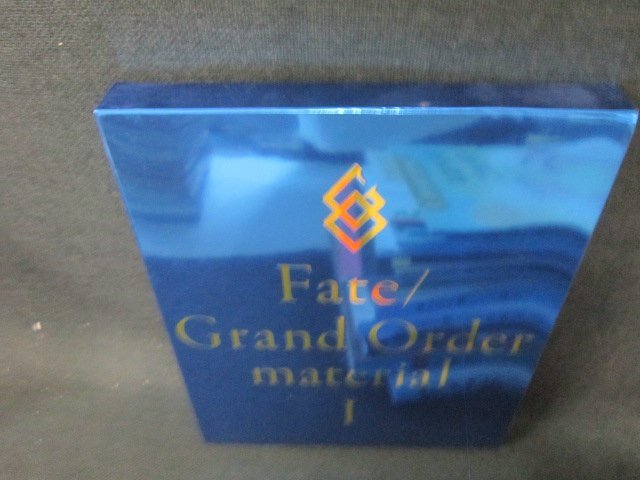 Fate/
Grand Order
material
I